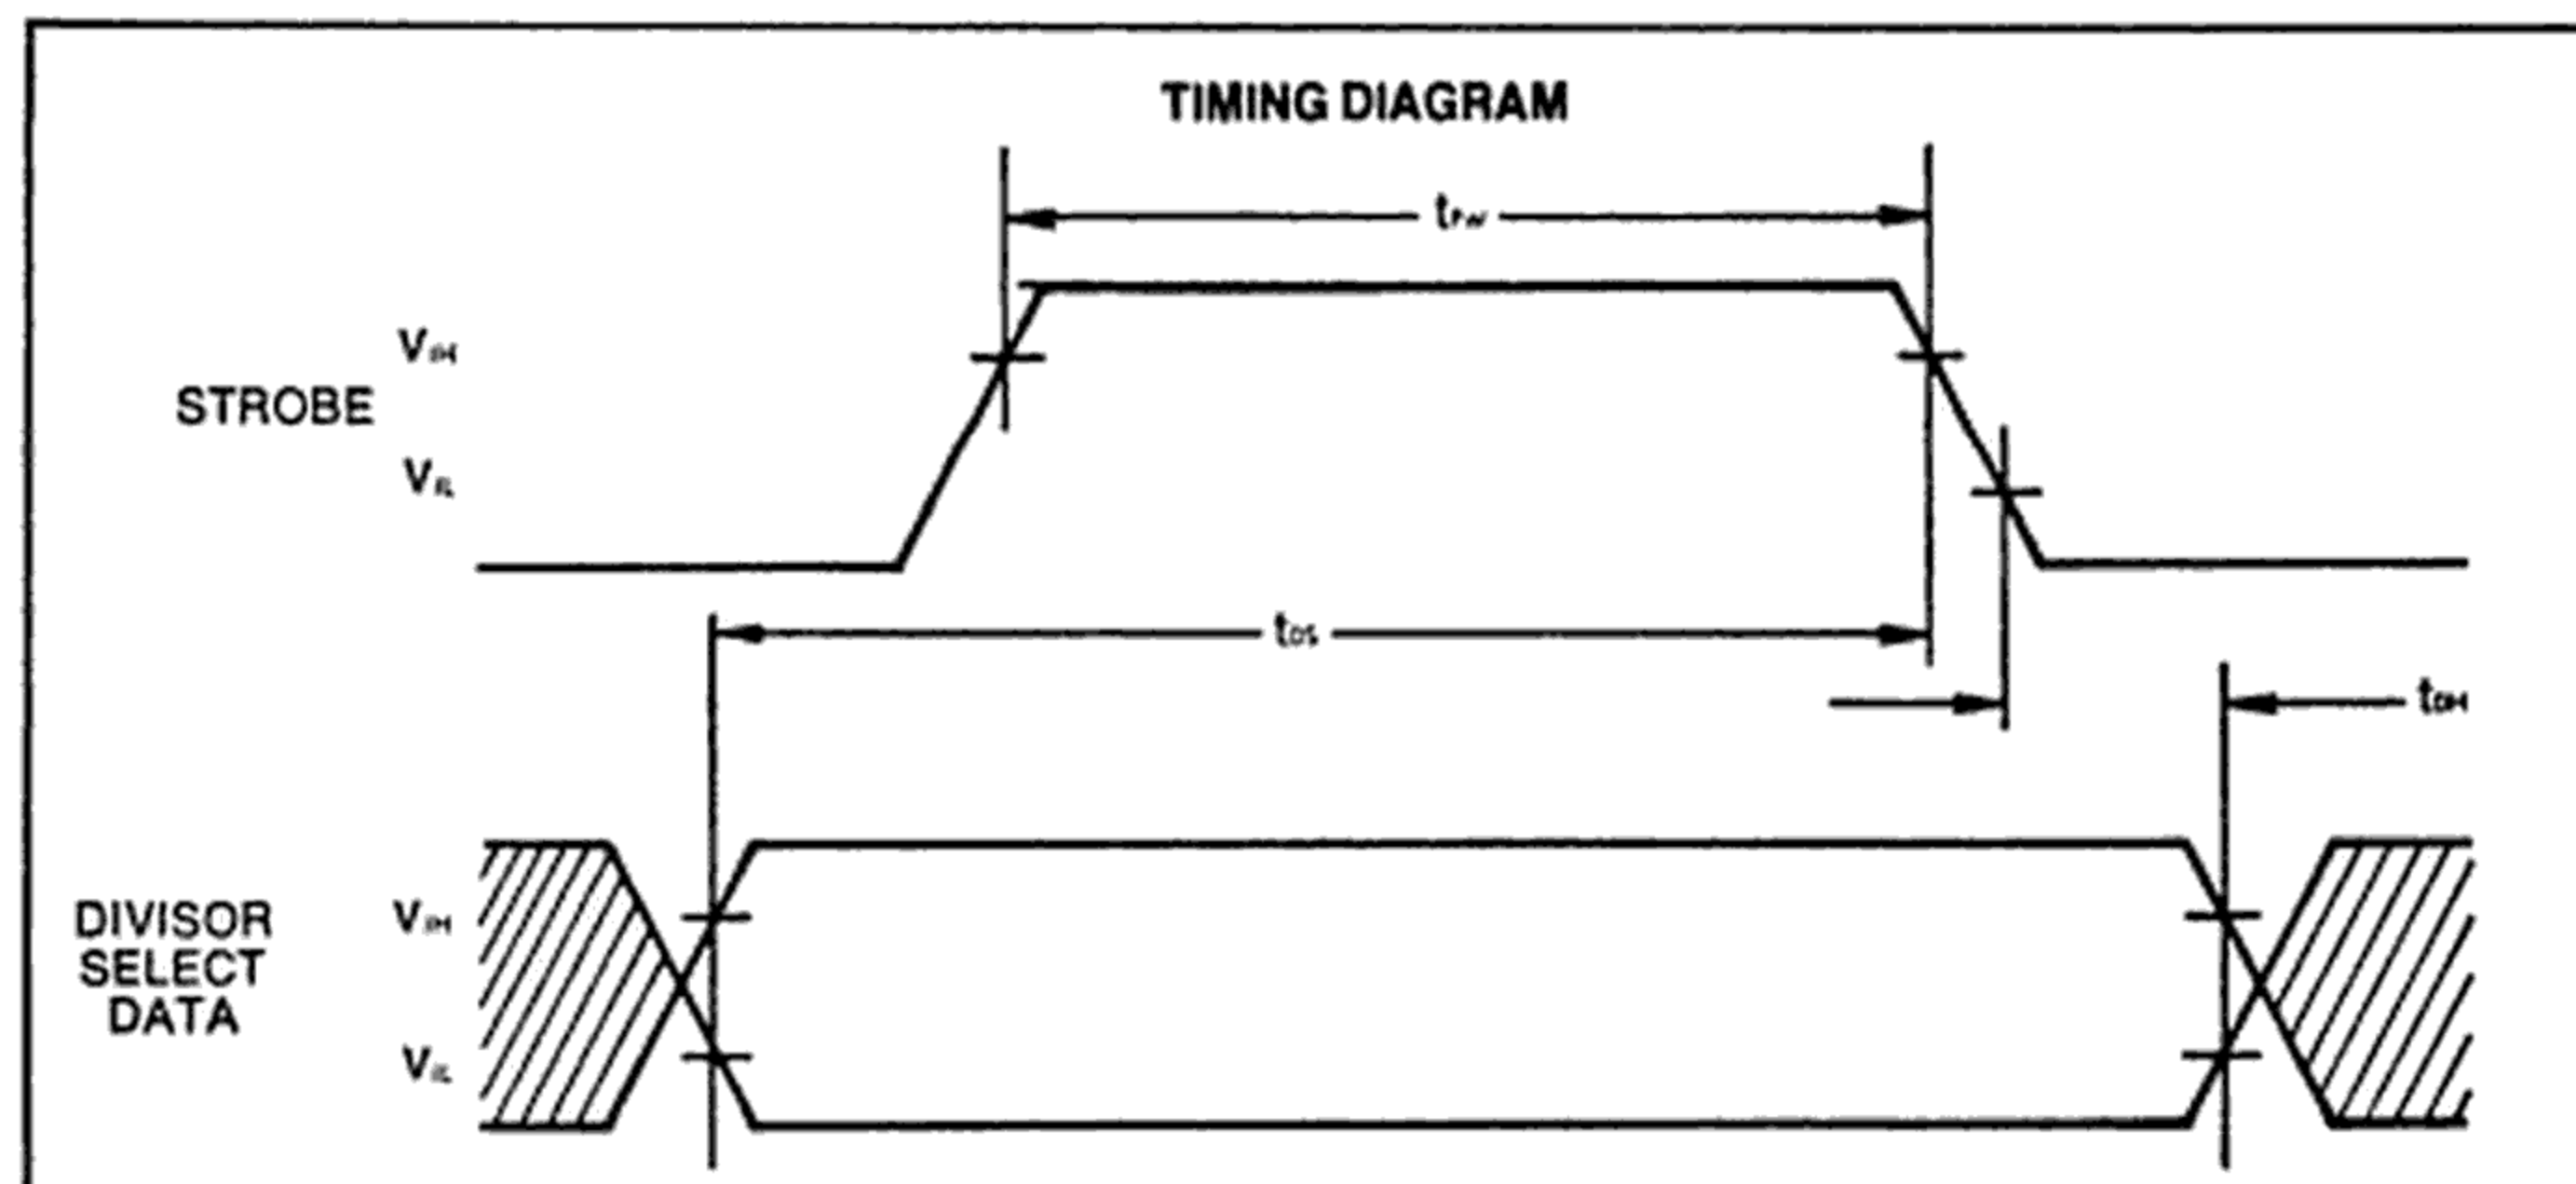 TIMING DIAGRAM
tPW
VIH
STROBE
VIL
tDS
tDH
DIVISOR
SELECT
DATA
VIH
VIL